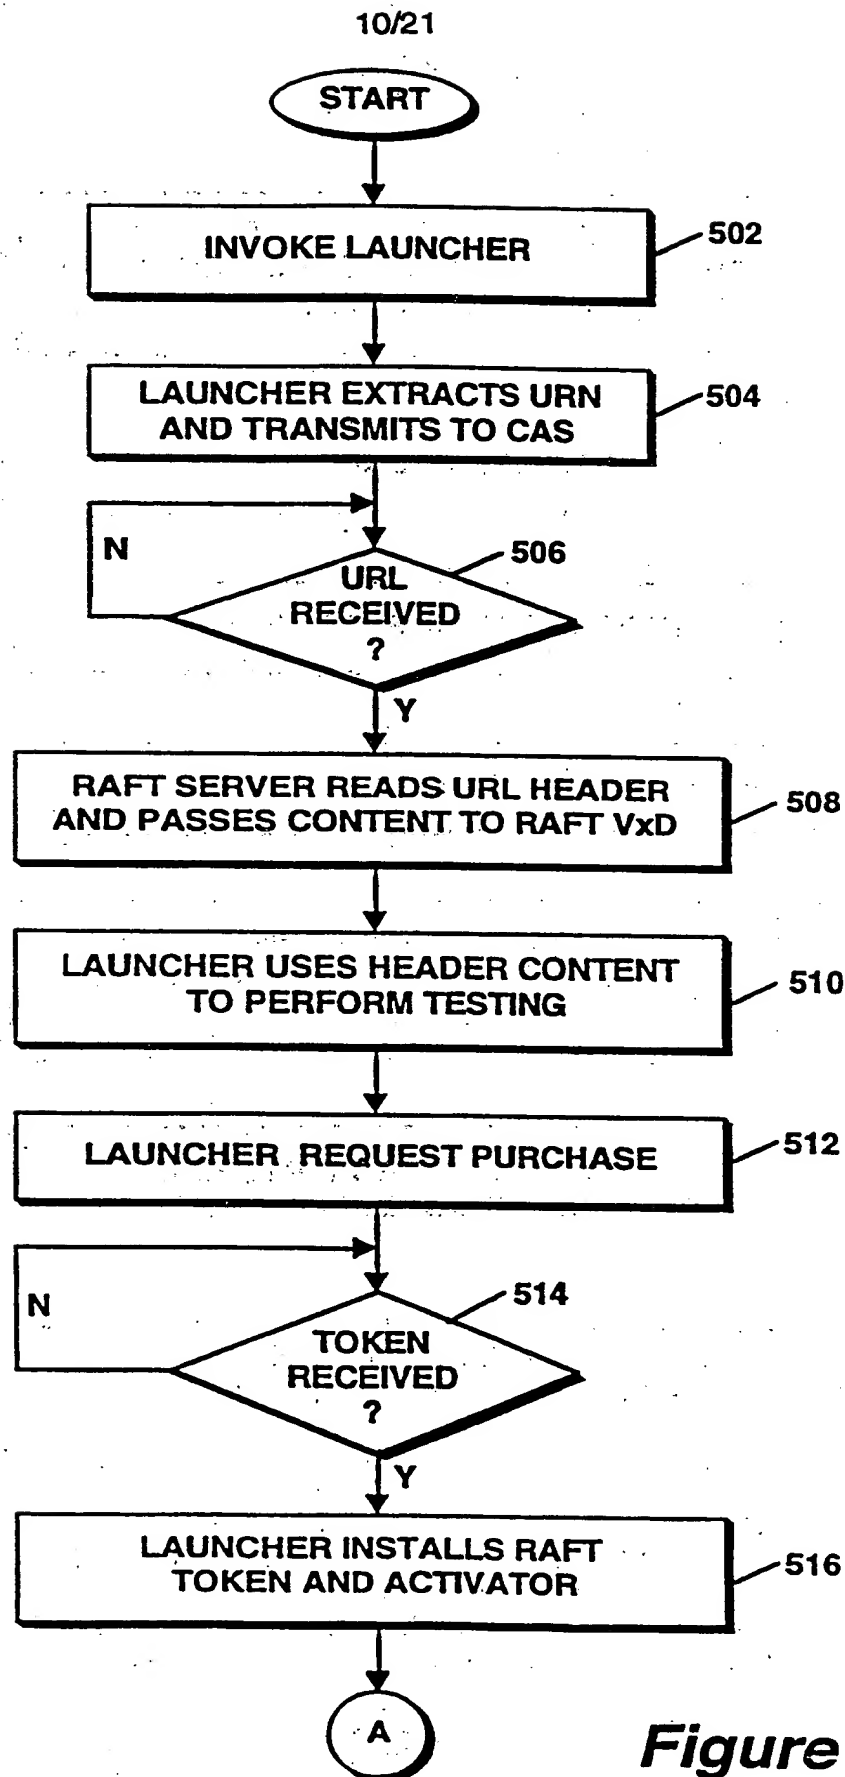 10/21
START
INVOKE LAUNCHER
502
LAUNCHER EXTRACTS URN
AND TRANSMITS TO CAS
504
N
506
URL
RECEIVED
?
Y
RAFT SERVER READS URL HEADER
AND PASSES CONTENT TO RAFT VxD
508
LAUNCHER USES HEADER CONTENT
TO PERFORM TESTING
510
LAUNCHER REQUEST PURCHASE
512
N
514
TOKEN
RECEIVED
?
Y
LAUNCHER INSTALLS RAFT
TOKEN AND ACTIVATOR
516
A
Figure